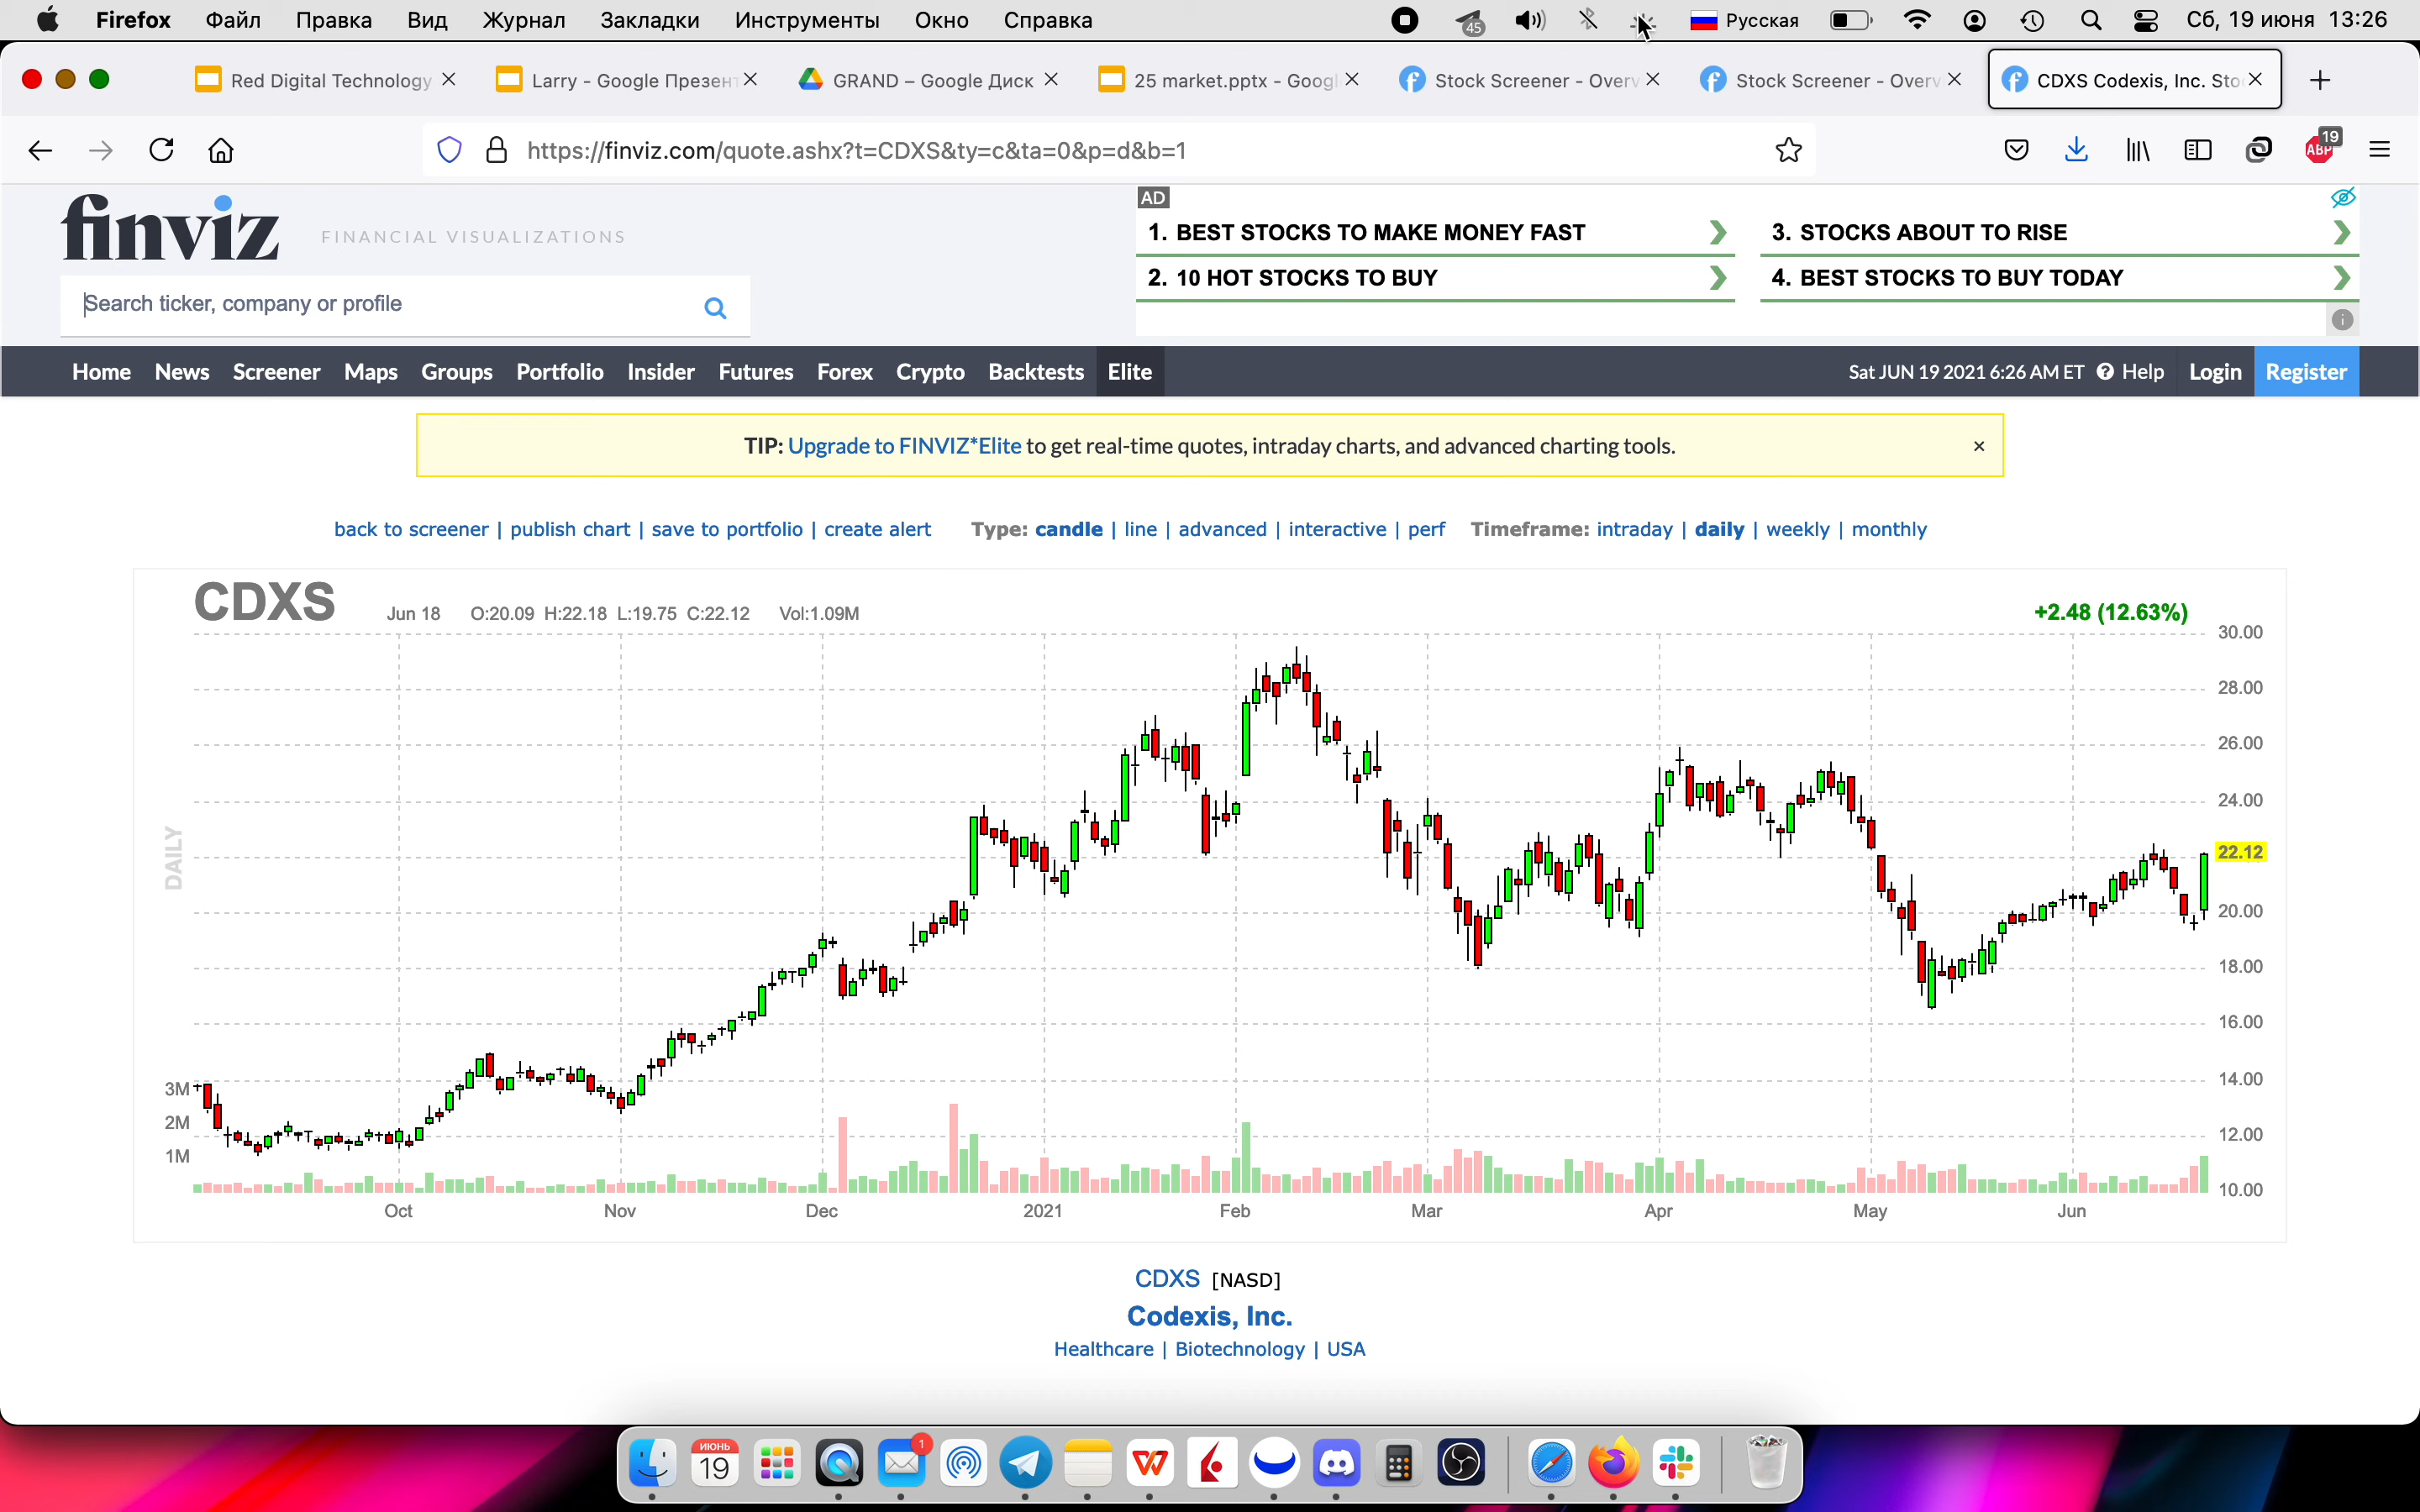 Firefox Файл Правка Вид Журнал Закладки Инструменты Окно Справка 45 Русская Сб, 19 июня 13:26
Red Digital Technology Larry - Google Презен GRAND – Google Диск 25 market.pptx - Googl Stock Screener - Overv Stock Screener - Overv CDXS Codexis, Inc. Sto
https://finviz.com/quote.ashx?t=CDXS&ty=c&ta=0&p=d&b=1 ABP 19
finviz FINANCIAL VISUALIZATIONS
AD
1. BEST STOCKS TO MAKE MONEY FAST
3. STOCKS ABOUT TO RISE
2. 10 HOT STOCKS TO BUY
4. BEST STOCKS TO BUY TODAY
Search ticker, company or profile
Home News Screener Maps Groups Portfolio Insider Futures Forex Crypto Backtests Elite Sat JUN 19 2021 6:26 AM ET Help Login Register
TIP: Upgrade to FINVIZ*Elite to get real-time quotes, intraday charts, and advanced charting tools. ×
back to screener | publish chart | save to portfolio | create alert Type: candle | line | advanced | interactive | perf Timeframe: intraday | daily | weekly | monthly
CDXS Jun 18 O:20.09 H:22.18 L:19.75 C:22.12 Vol:1.09M +2.48 (12.63%)
30.00
28.00
26.00
24.00
DAILY
22.12
20.00
18.00
16.00
14.00
3M
2M
12.00
1M
10.00
Oct Nov Dec 2021 Feb Mar Apr May Jun
CDXS [NASD]
Codexis, Inc.
Healthcare | Biotechnology | USA
ИЮНЬ
19
1